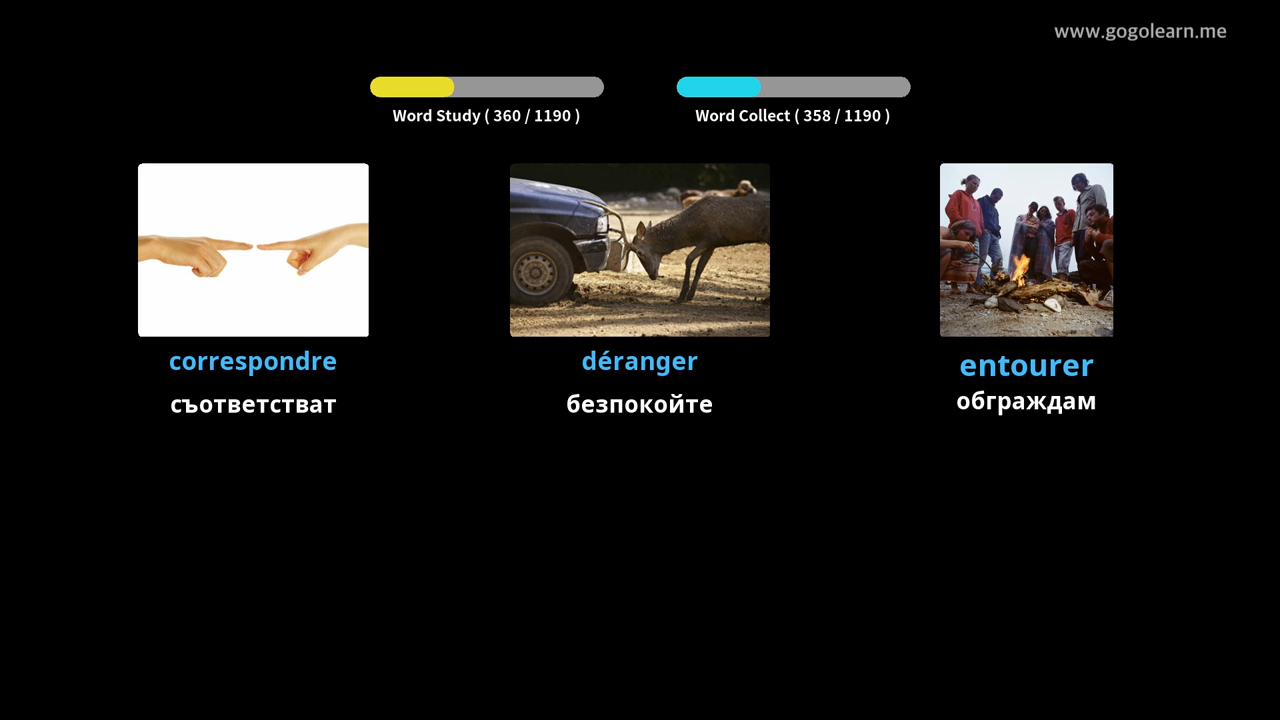 www.gogolearn.me
Word Study ( 360 / 1190 )
Word Collect ( 358 / 1190 )
correspondre
déranger
entourer
съответстват
безпокойте
обграждам